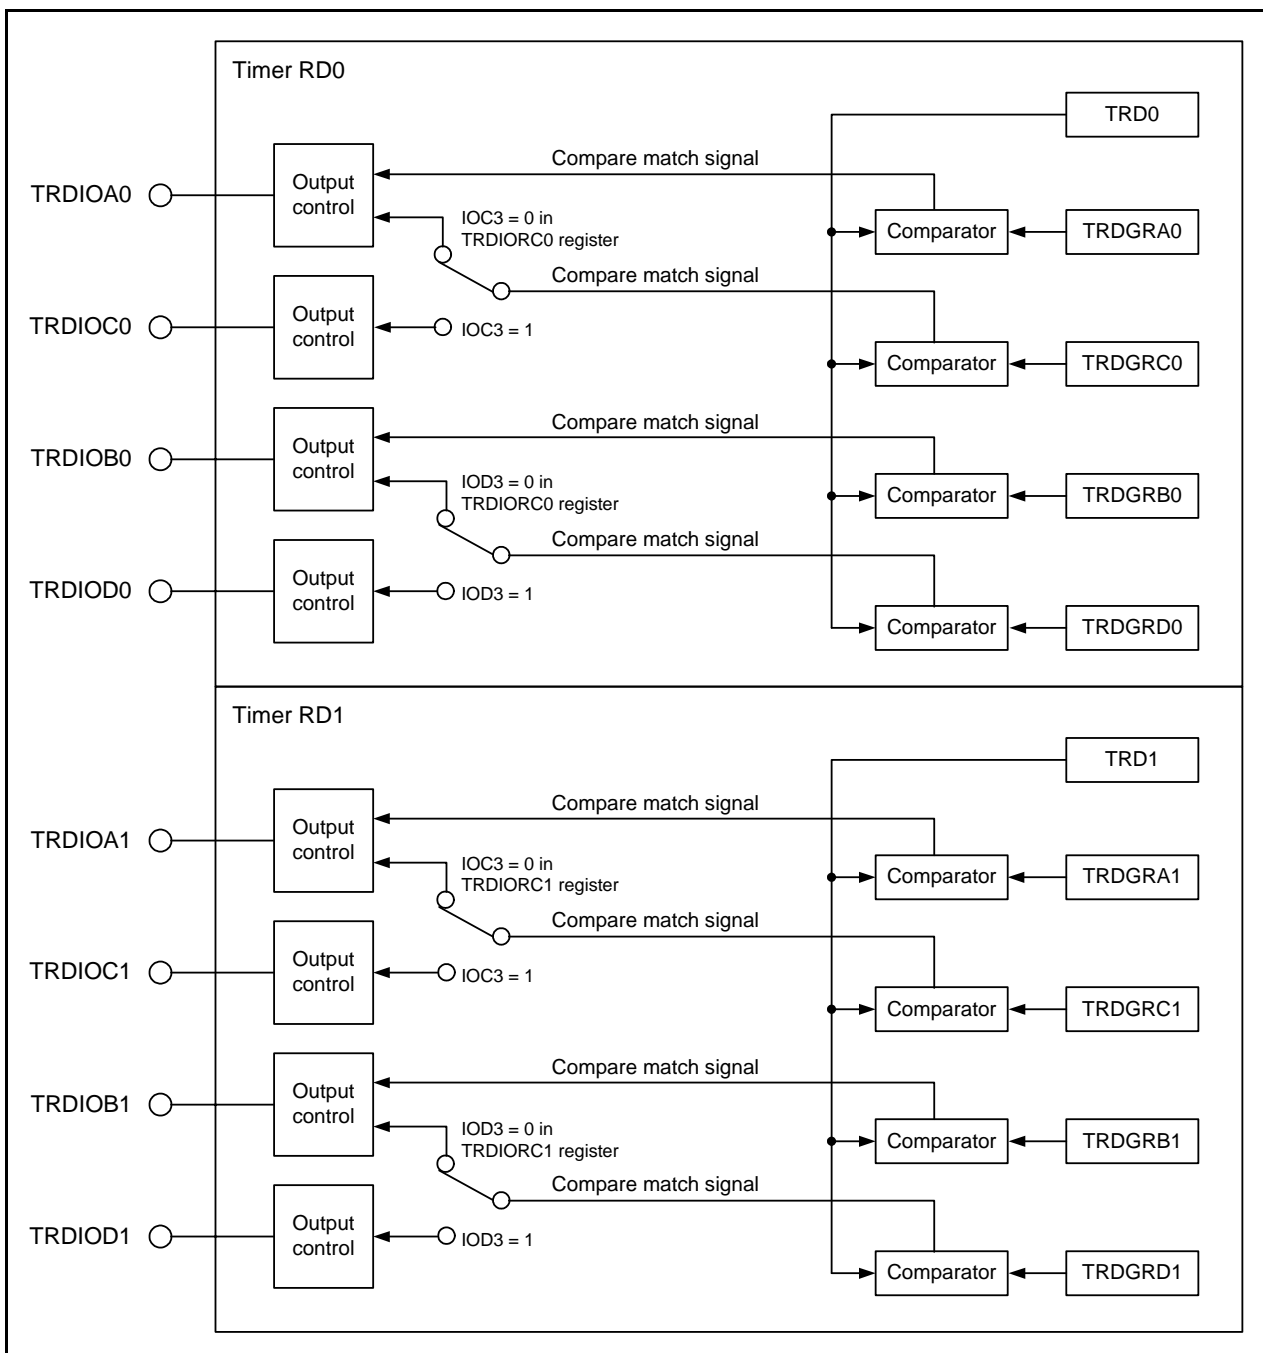 Timer RD0
TRD0
Compare match signal
TRDIOA0
Output
control
IOC3 = 0 in
TRDIORC0 register
Comparator
TRDGRA0
Compare match signal
TRDIOC0
Output
control
IOC3 = 1
Comparator
TRDGRC0
Compare match signal
TRDIOB0
Output
control
IOD3 = 0 in
TRDIORC0 register
Comparator
TRDGRB0
Compare match signal
TRDIOD0
Output
control
IOD3 = 1
Comparator
TRDGRD0
Timer RD1
TRD1
Compare match signal
TRDIOA1
Output
control
IOC3 = 0 in
TRDIORC1 register
Comparator
TRDGRA1
Compare match signal
TRDIOC1
Output
control
IOC3 = 1
Comparator
TRDGRC1
Compare match signal
TRDIOB1
Output
control
IOD3 = 0 in
TRDIORC1 register
Comparator
TRDGRB1
Compare match signal
TRDIOD1
Output
control
IOD3 = 1
Comparator
TRDGRD1